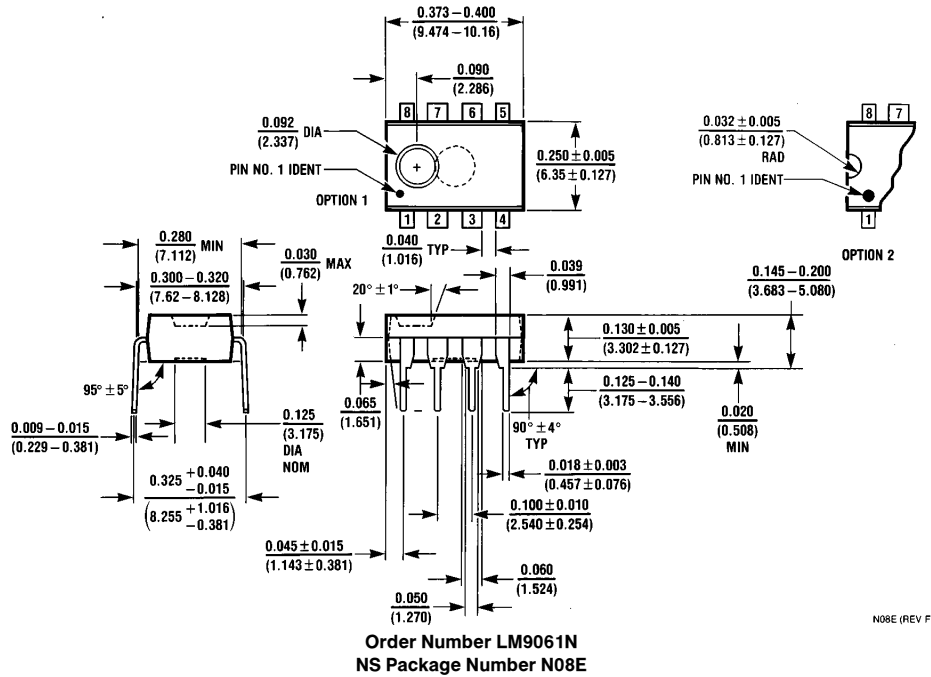 0.373 – 0.400
(9.474 – 10.16)
0.090
(2.286)
8 7 6 5
0.092 DIA
(2.337)
PIN NO. 1 IDENT
OPTION 1
1 2 3 4
0.250 ± 0.005
(6.35 ± 0.127)
8 7
0.032 ± 0.005
(0.813 ± 0.127)
RAD
PIN NO. 1 IDENT
1
OPTION 2
0.280 MIN
(7.112)
0.300 – 0.320
(7.62 – 8.128)
0.030 MAX
(0.762)
0.040 TYP
(1.016)
0.039
(0.991)
20° ± 1°
0.145 – 0.200
(3.683 – 5.080)
0.130 ± 0.005
(3.302 ± 0.127)
0.125 – 0.140
(3.175 – 3.556)
0.020
(0.508)
MIN
95° ± 5°
0.009 – 0.015
(0.229 – 0.381)
0.125
(3.175)
DIA
NOM
0.065
(1.651)
90° ± 4°
TYP
0.325 +0.040
–0.015
(8.255 +1.016
–0.381)
0.018 ± 0.003
(0.457 ± 0.076)
0.100 ± 0.010
(2.540 ± 0.254)
0.045 ± 0.015
(1.143 ± 0.381)
0.060
(1.524)
0.050
(1.270)
N08E (REV F
Order Number LM9061N
NS Package Number N08E